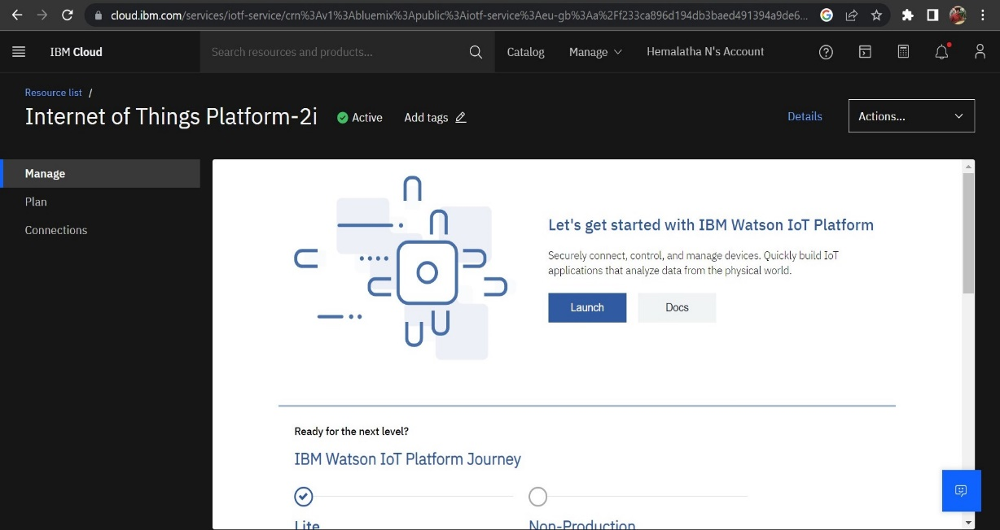 cloud.ibm.com/services/iotf-service/crn%3Av1%3Abluemix%3Apublic%3Aiotf-service%3Aeu-gb%3Aa%2Ff233ca896d194db3baed491394a9de6...
IBM Cloud
Search resources and products...
Catalog
Manage
Hemalatha N's Account
Resource list /
Internet of Things Platform-2i
Active
Add tags
Details
Actions...
Manage
Plan
Connections
Let's get started with IBM Watson IoT Platform
Securely connect, control, and manage devices. Quickly build IoT
applications that analyze data from the physical world.
Launch
Docs
Ready for the next level?
IBM Watson IoT Platform Journey
Lite
Non-Production